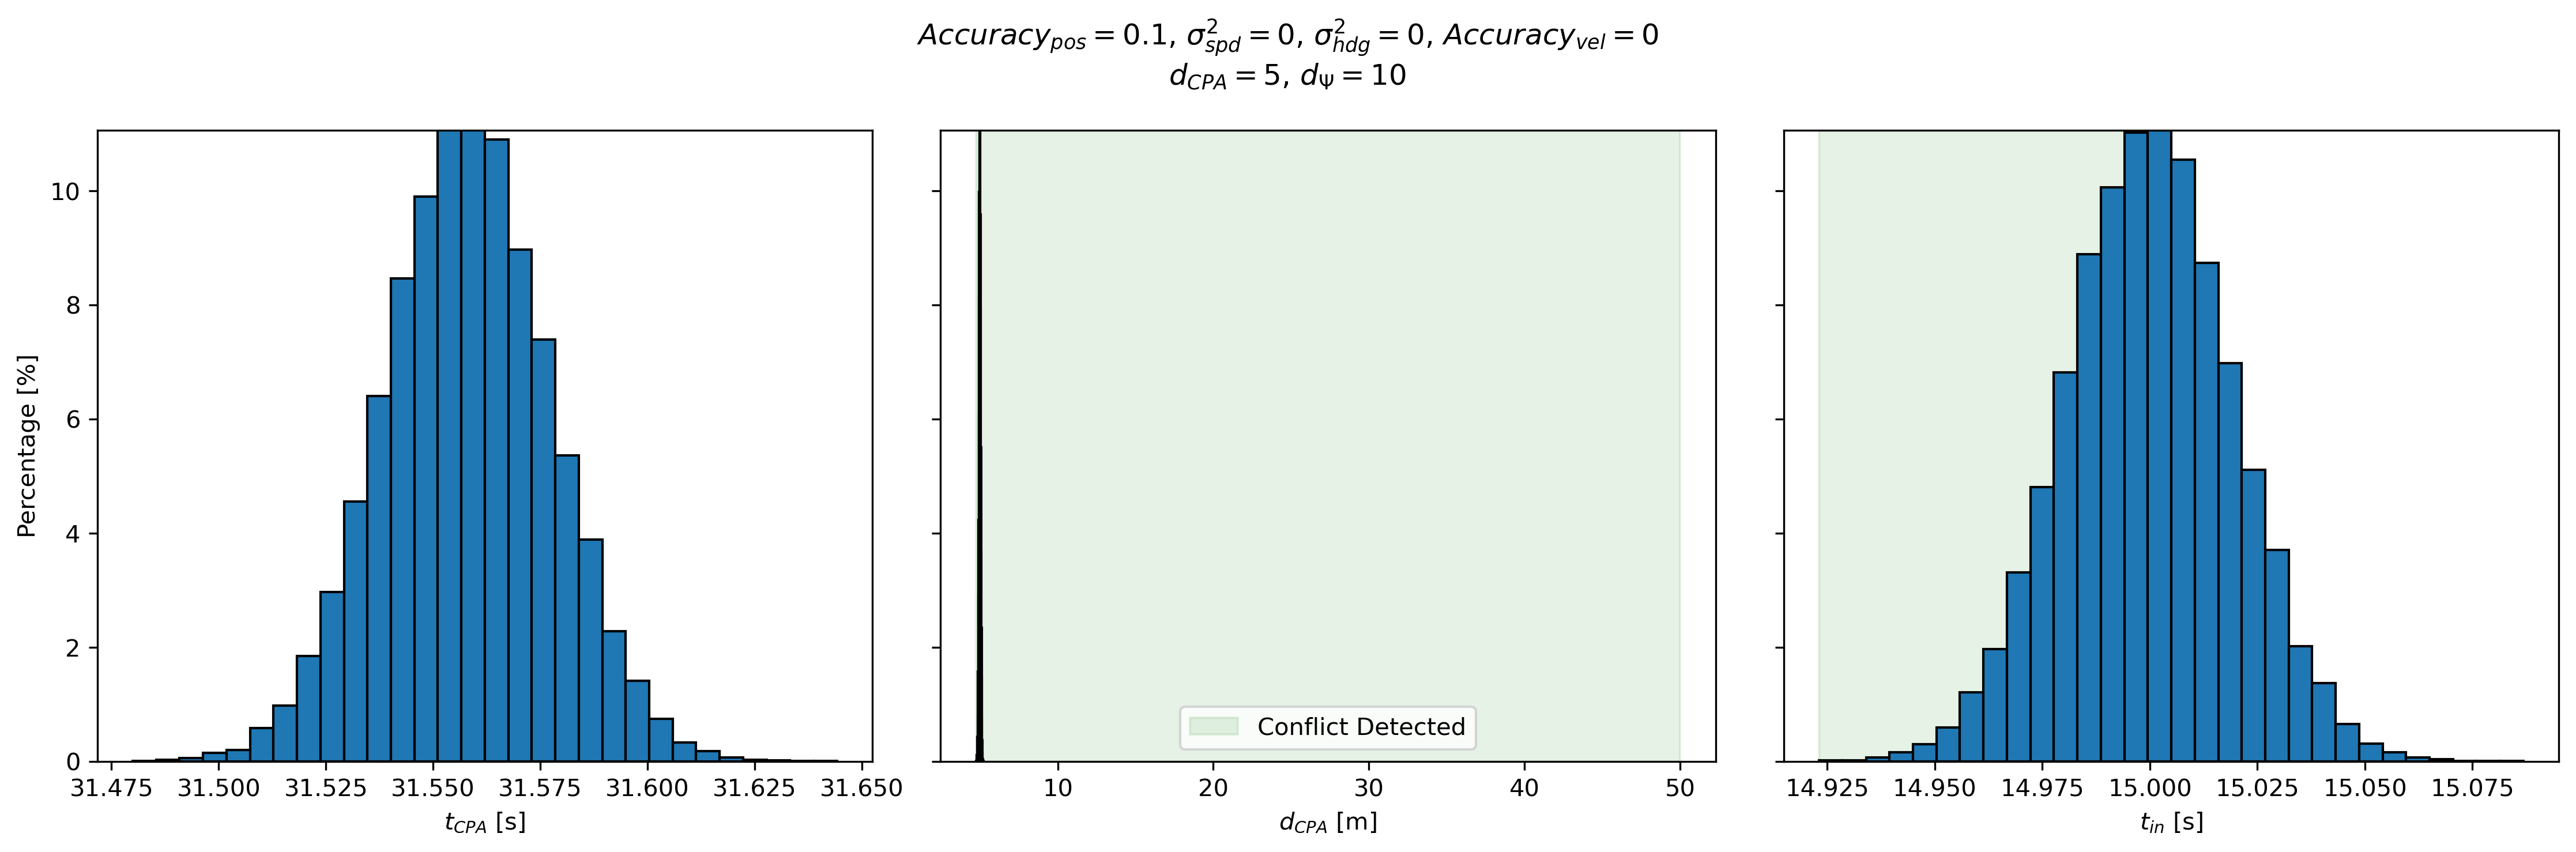 Accuracy_pos = 0.1, σ²_spd = 0, σ²_hdg = 0, Accuracy_vel = 0
d_CPA = 5, d_Ψ = 10
Percentage [%]
10
8
6
4
2
0
31.475 31.500 31.525 31.550 31.575 31.600 31.625 31.650
t_CPA [s]
Conflict Detected
10 20 30 40 50
d_CPA [m]
14.925 14.950 14.975 15.000 15.025 15.050 15.075
t_in [s]